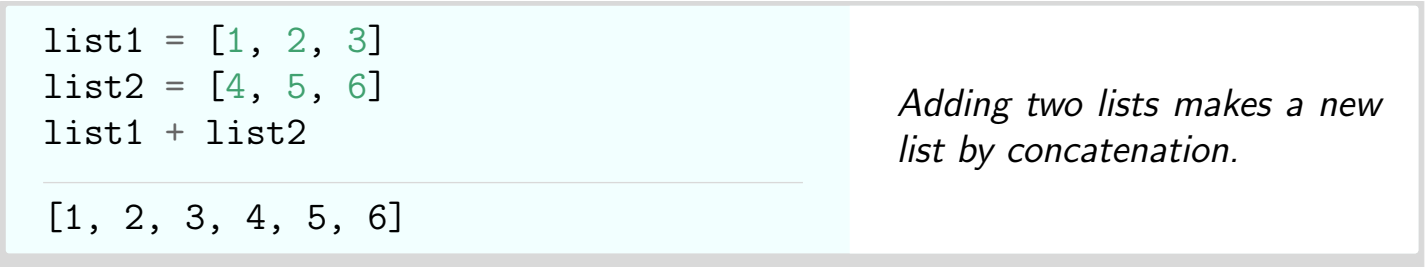 list1 = [1, 2, 3]
list2 = [4, 5, 6]
list1 + list2
[1, 2, 3, 4, 5, 6]
Adding two lists makes a new
list by concatenation.